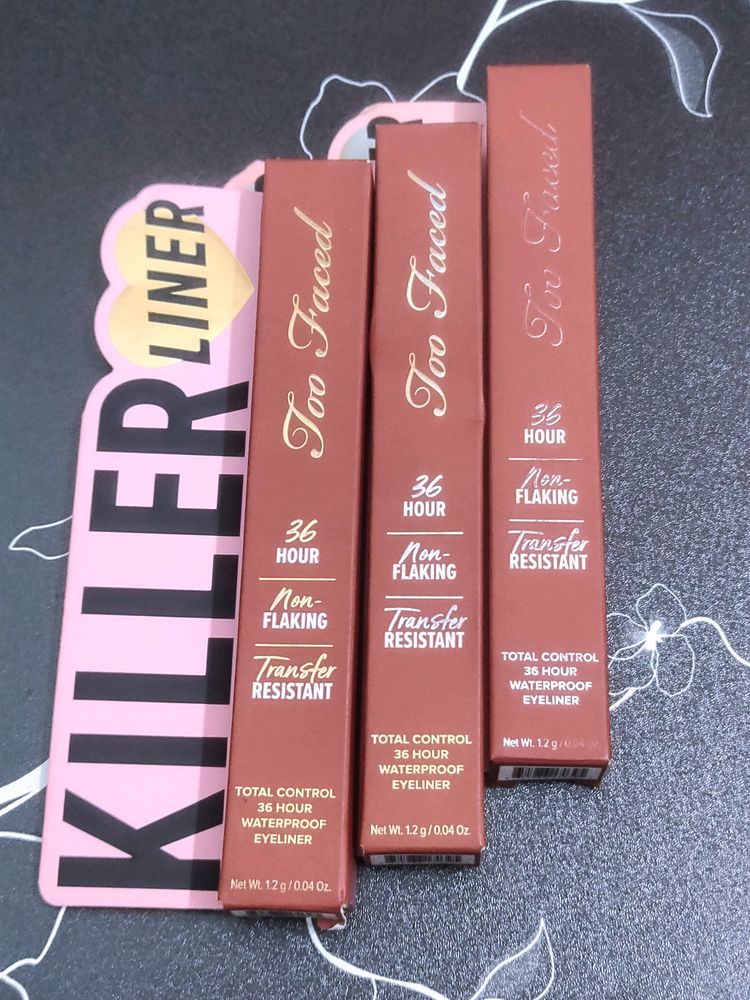 KILLER
LINER
Too Faced
36
HOUR
Non-
FLAKING
Transfer
RESISTANT
TOTAL CONTROL
36 HOUR
WATERPROOF
EYELINER
Net Wt. 1.2 g / 0.04 Oz.
Too Faced
36
HOUR
Non-
FLAKING
Transfer
RESISTANT
TOTAL CONTROL
36 HOUR
WATERPROOF
EYELINER
Net Wt. 1.2 g / 0.04 Oz.
Too Faced
36
HOUR
Non-
FLAKING
Transfer
RESISTANT
TOTAL CONTROL
36 HOUR
WATERPROOF
EYELINER
Net Wt. 1.2 g / 0.04 Oz.